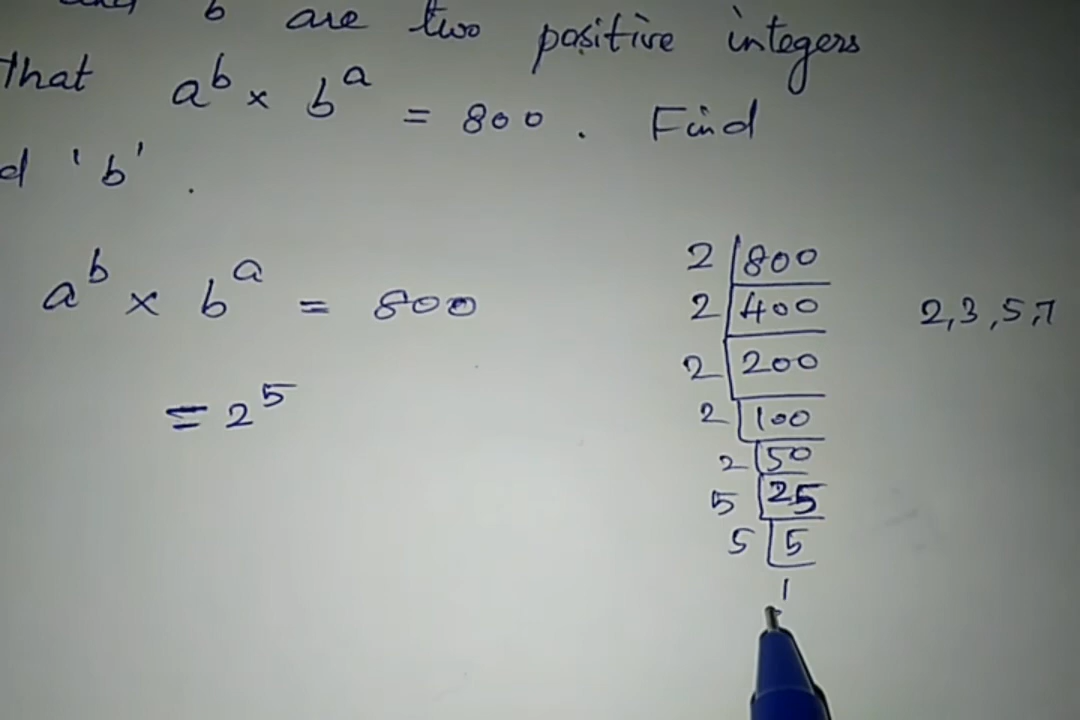 b are two positive integers
that a^b × b^a = 800. Find
d 'b'.
a^b × b^a = 800
= 2^5
2 | 800
2 | 400
2 | 200
2 | 100
2 | 50
5 | 25
5 | 5
1
2,3,5,7